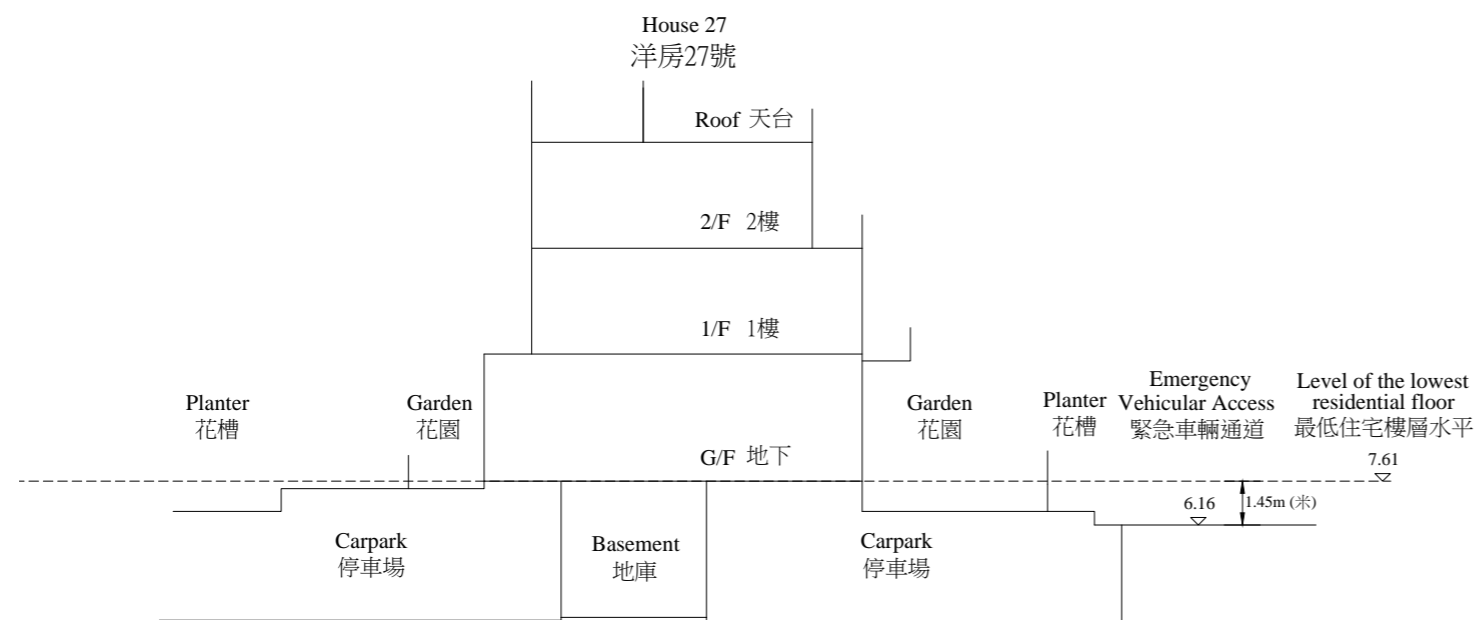 House 27
洋房27號
Roof 天台
2/F 2樓
1/F 1樓
Planter
花槽
Garden
花園
G/F 地下
Garden
花園
Planter
花槽
Emergency
Vehicular Access
緊急車輛通道
Level of the lowest
residential floor
最低住宅樓層水平
7.61
6.16
1.45m (米)
Carpark
停車場
Basement
地庫
Carpark
停車場